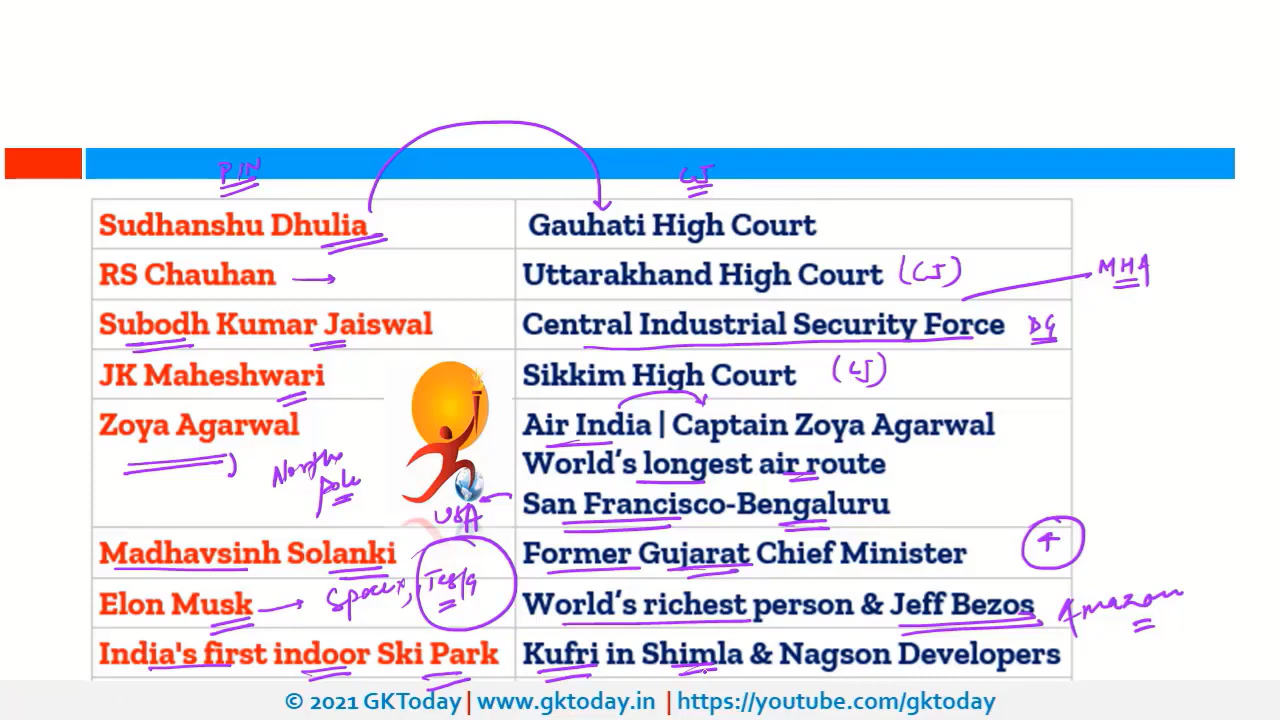 PIN CJ
Sudhanshu Dhulia Gauhati High Court
RS Chauhan → Uttarakhand High Court (CJ) MHA
Subodh Kumar Jaiswal Central Industrial Security Force DG
JK Maheshwari Sikkim High Court (CJ)
Zoya Agarwal Air India | Captain Zoya Agarwal
World's longest air route
Pole
San Francisco-Bengaluru
USA
Madhavsinh Solanki Former Gujarat Chief Minister
Elon Musk → SpaceX, Tesla World's richest person & Jeff Bezos Amazon
India's first indoor Ski Park Kufri in Shimla & Nagson Developers
© 2021 GKToday | www.gktoday.in | https://youtube.com/gktoday